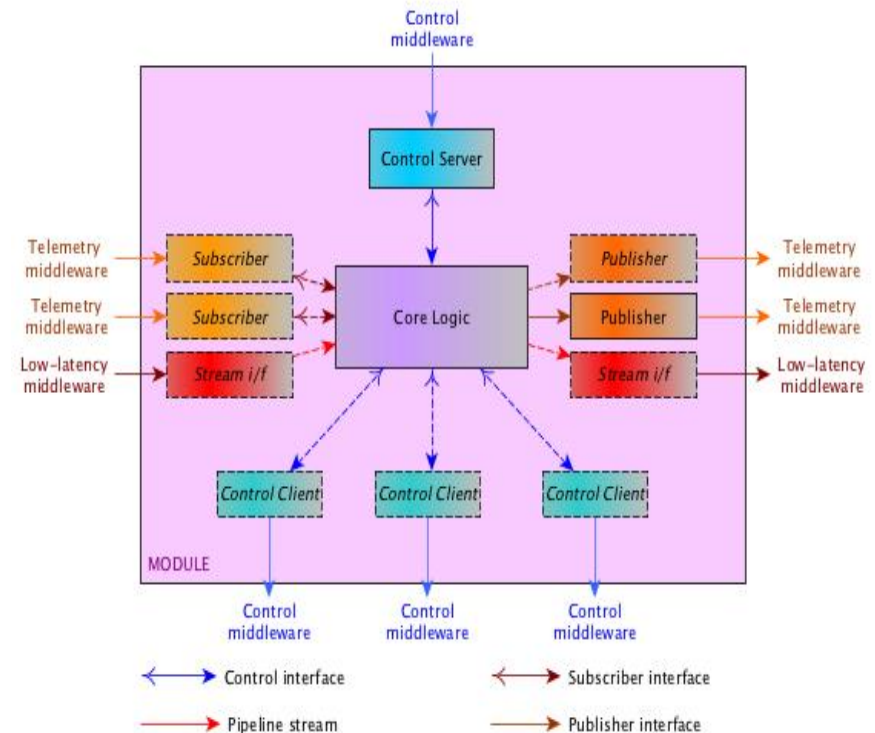 Control
middleware
Control Server
Telemetry
middleware
Subscriber
Publisher
Telemetry
middleware
Telemetry
middleware
Subscriber
Core Logic
Publisher
Telemetry
middleware
Low-latency
middleware
Stream i/f
Stream i/f
Low-latency
middleware
Control Client
Control Client
Control Client
MODULE
Control
middleware
Control
middleware
Control
middleware
Control interface
Subscriber interface
Pipeline stream
Publisher interface